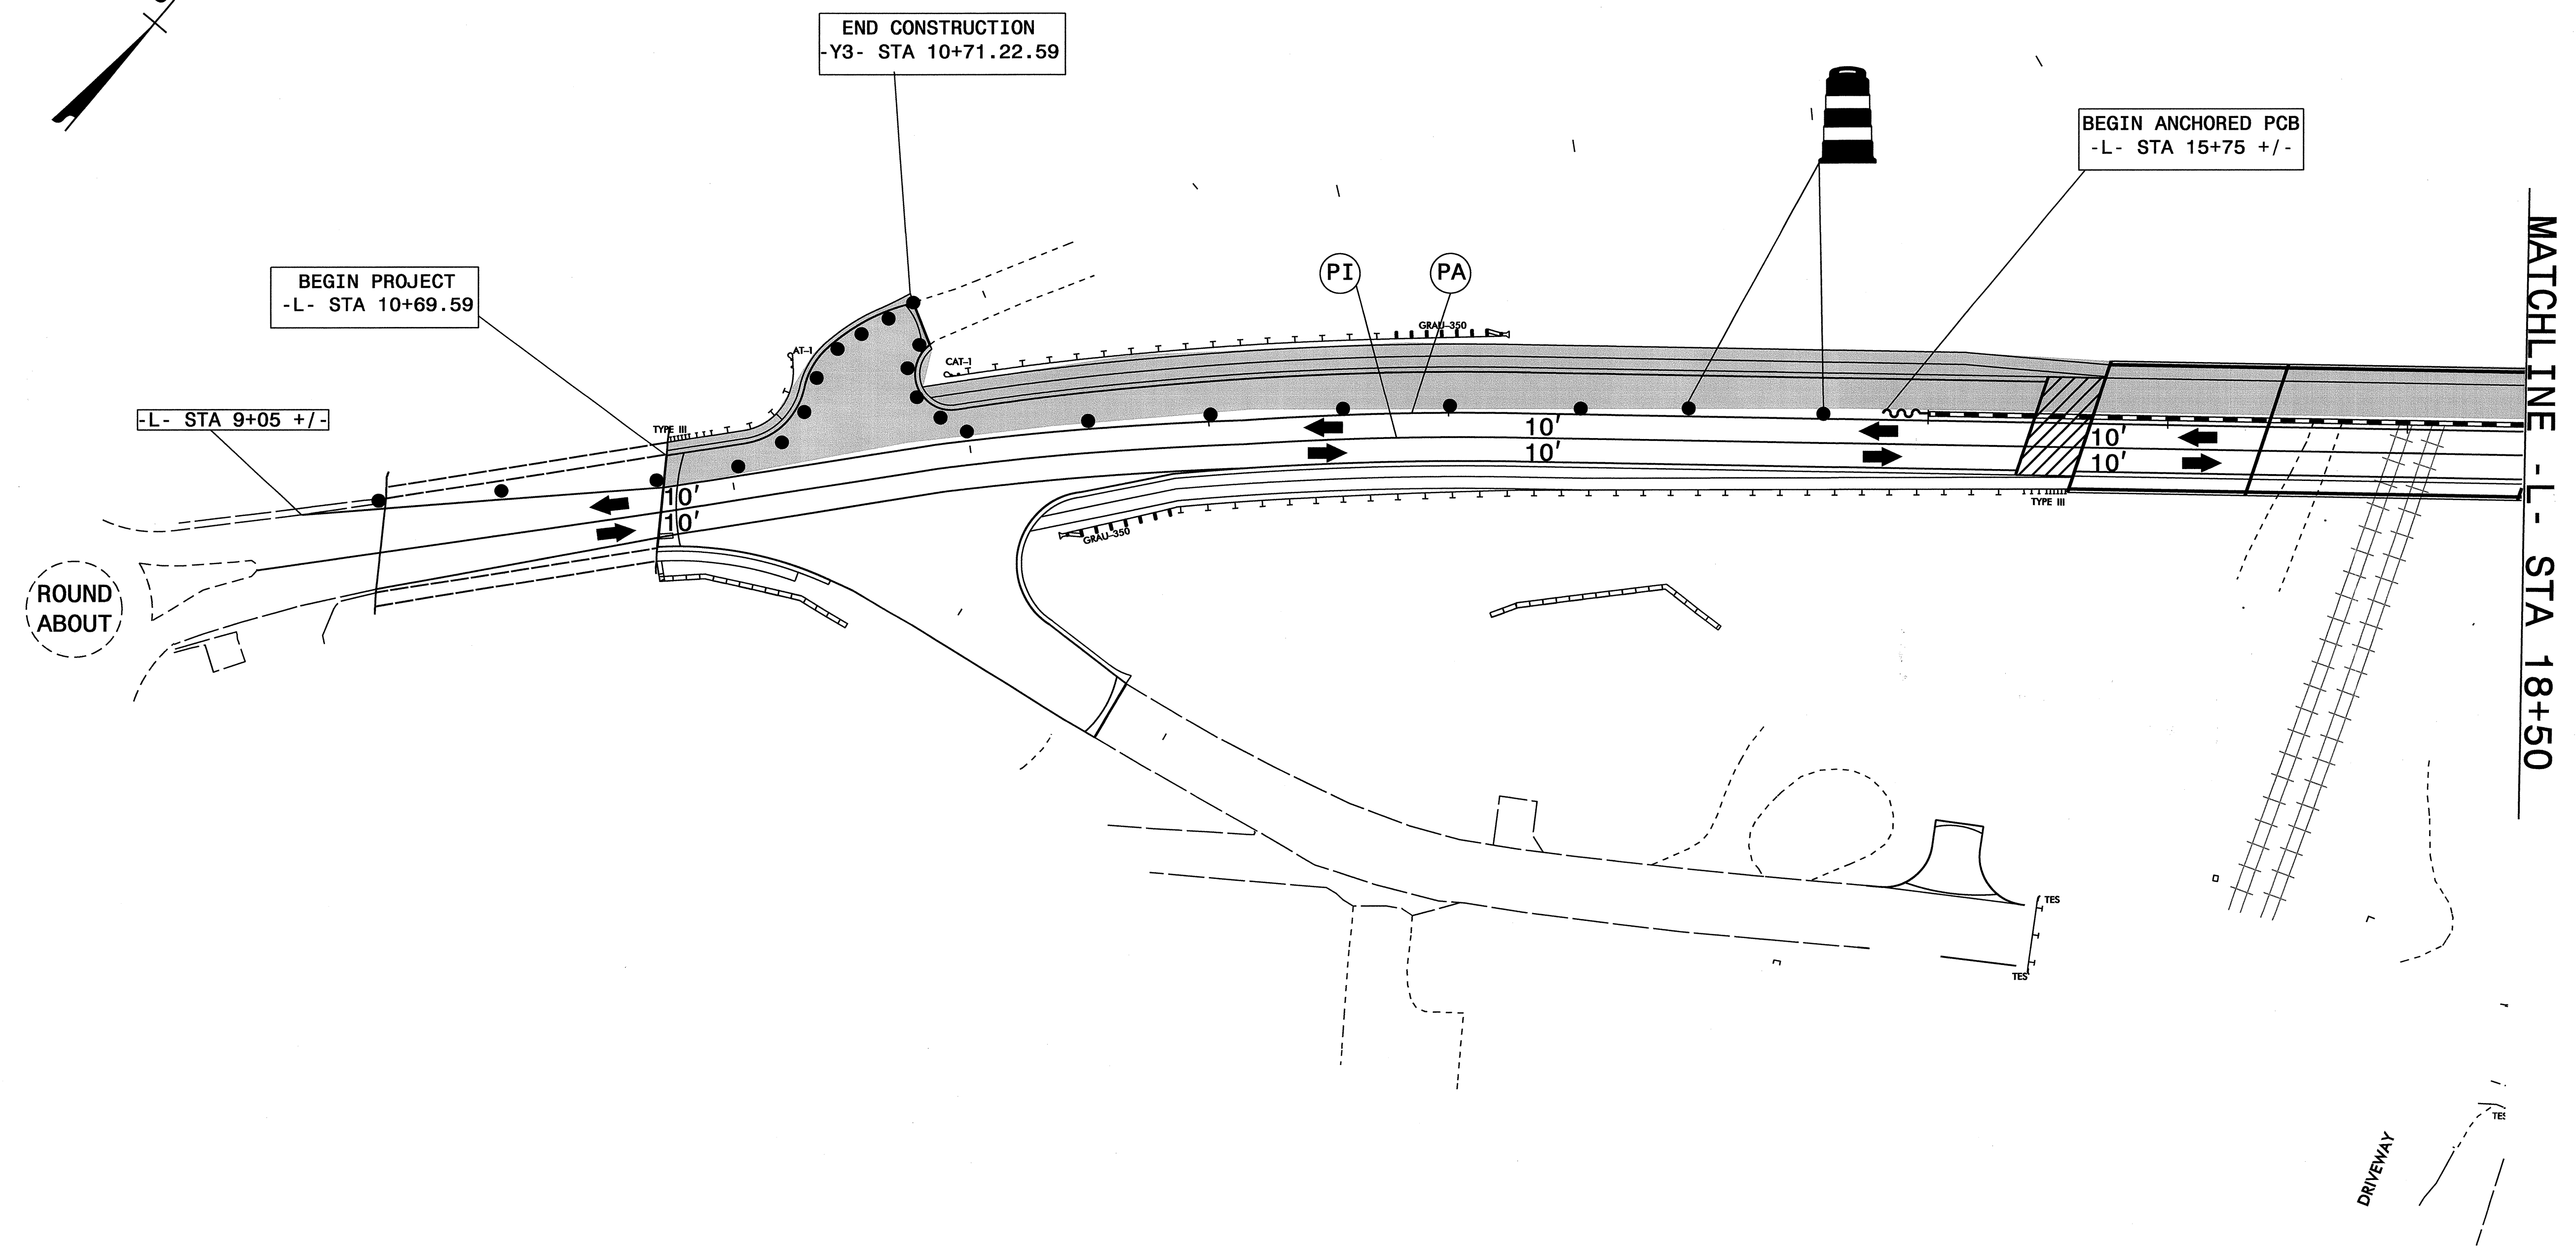 END CONSTRUCTION
-Y3- STA 10+71.22.59
BEGIN ANCHORED PCB
-L- STA 15+75 +/-
BEGIN PROJECT
-L- STA 10+69.59
PI
PA
GRAU-350
AT-1
CAT-1
-L- STA 9+05 +/-
TYPE III
10'
10'
10'
10'
10'
10'
TYPE III
GRAU-350
ROUND
ABOUT
MATCHLINE -L- STA 18+50
TES
TES
TES
DRIVEWAY